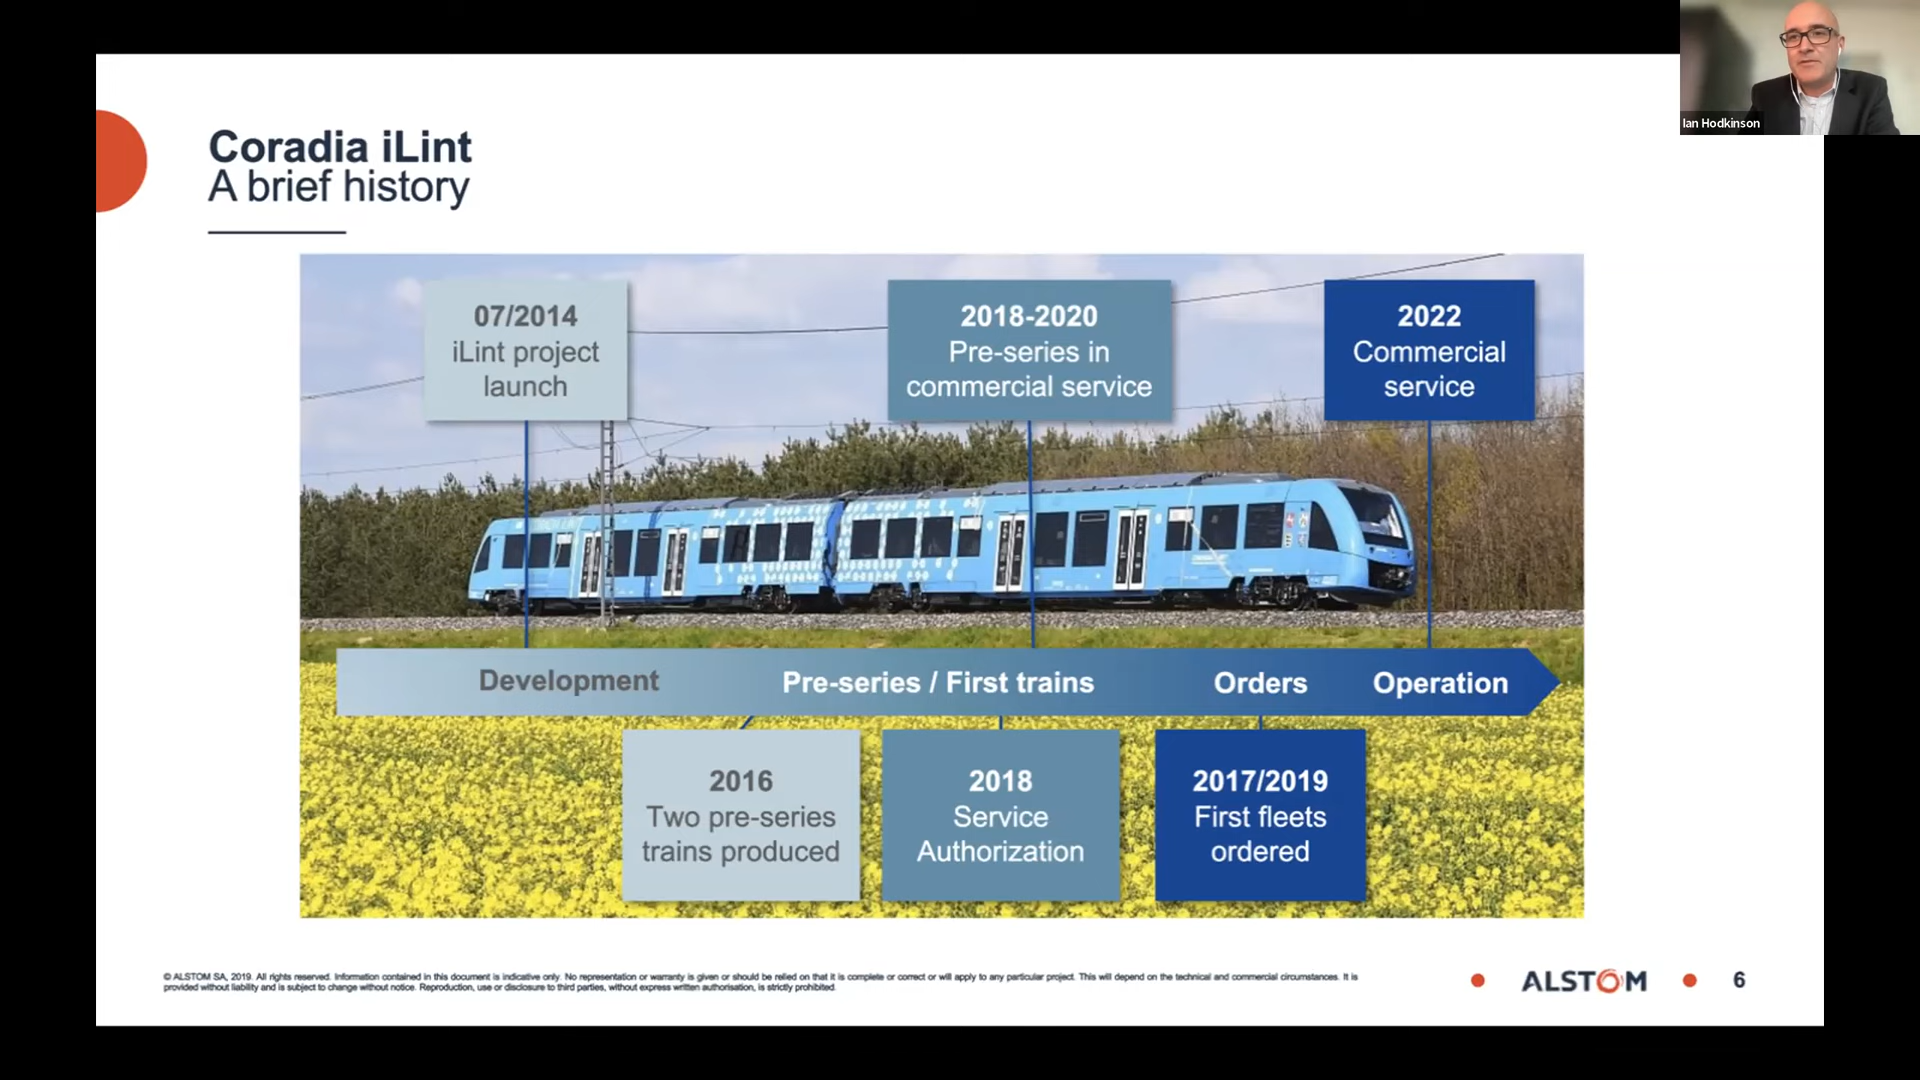 Ian Hodkinson
Coradia iLint
A brief history
07/2014
iLint project
launch
2018-2020
Pre-series in
commercial service
2022
Commercial
service
Development
Pre-series / First trains
Orders
Operation
2016
Two pre-series
trains produced
2018
Service
Authorization
2017/2019
First fleets
ordered
© ALSTOM SA, 2019. All rights reserved. Information contained in this document is indicative only. No representation or warranty is given or should be relied on that it is complete or correct or will apply to any particular project. This will depend on the technical and commercial circumstances. It is
provided without liability and is subject to change without notice. Reproduction, use or disclosure to third parties, without express written authorisation, is strictly prohibited.
ALSTOM
6